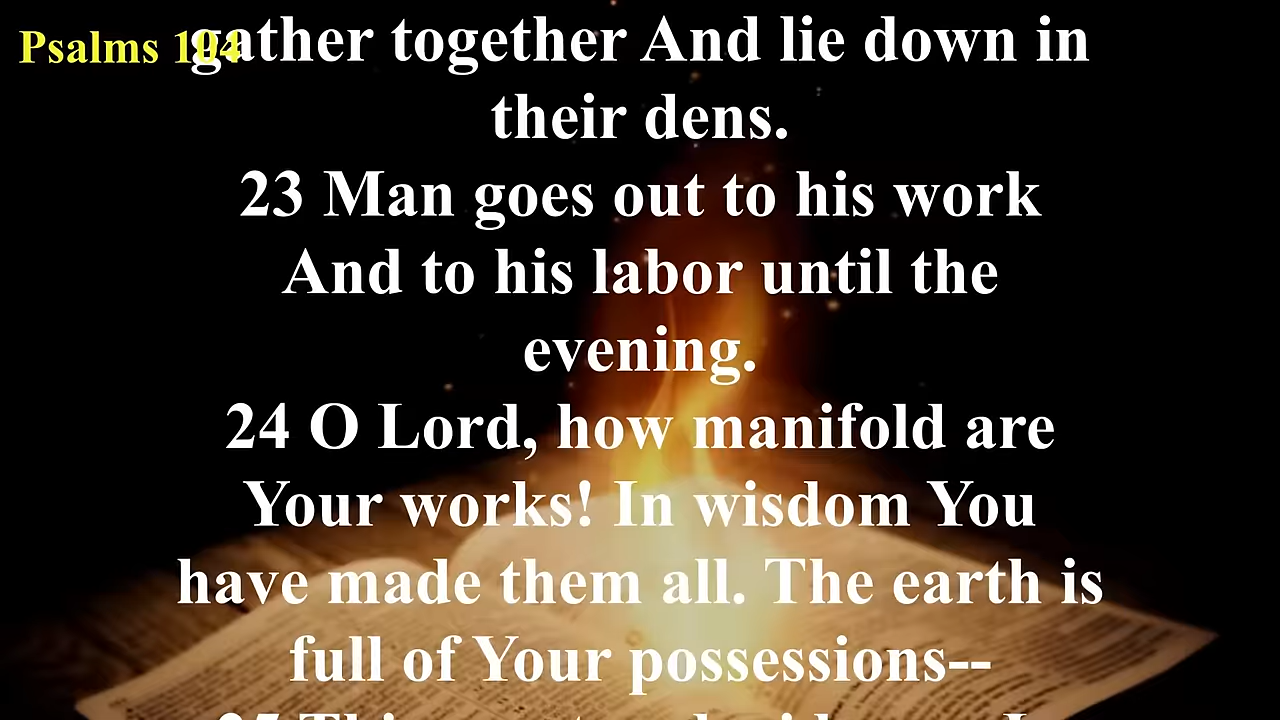 Psalms 104
gather together And lie down in
their dens.
23 Man goes out to his work
And to his labor until the
evening.
24 O Lord, how manifold are
Your works! In wisdom You
have made them all. The earth is
full of Your possessions--
25 This